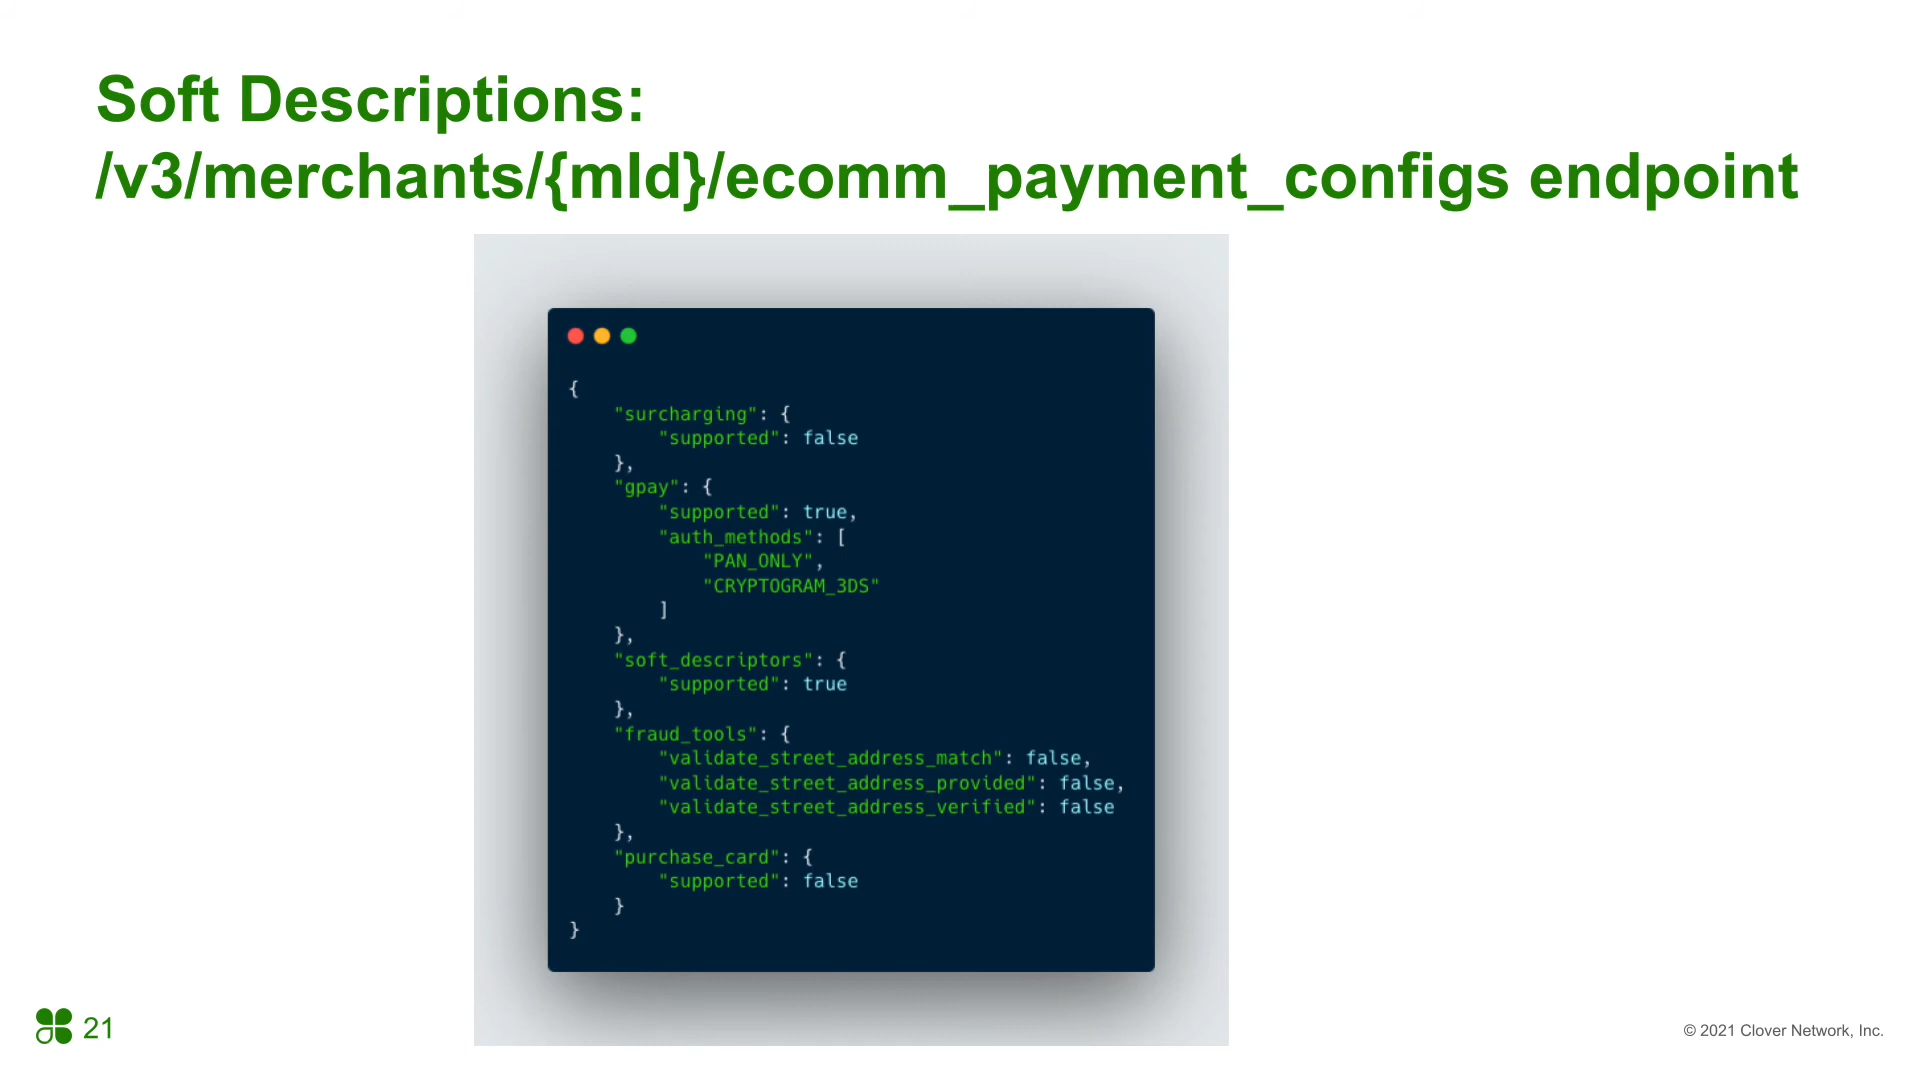 Soft Descriptions:
/v3/merchants/{mId}/ecomm_payment_configs endpoint
{
"surcharging": {
"supported": false
},
"gpay": {
"supported": true,
"auth_methods": [
"PAN_ONLY",
"CRYPTOGRAM_3DS"
]
},
"soft_descriptors": {
"supported": true
},
"fraud_tools": {
"validate_street_address_match": false,
"validate_street_address_provided": false,
"validate_street_address_verified": false
},
"purchase_card": {
"supported": false
}
}
21
© 2021 Clover Network, Inc.